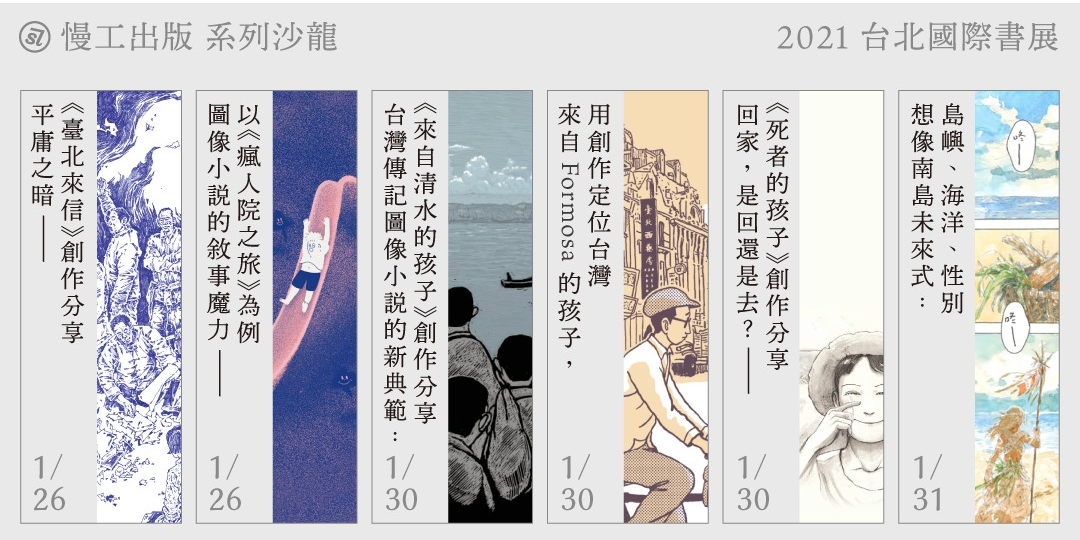 慢工出版 系列沙龍
2021 台北國際書展
平庸之暗——
《臺北來信》創作分享
1/
26
圖像小說的敘事魔力——
以《瘋人院之旅》為例
1/
26
台灣傳記圖像小說的新典範：
《來自清水的孩子》創作分享
1/
30
來自 Formosa 的孩子，
用創作定位台灣
1/
30
回家，是回還是去？——
《死者的孩子》創作分享
1/
30
想像南島未來式：
島嶼、海洋、性別
1/
31